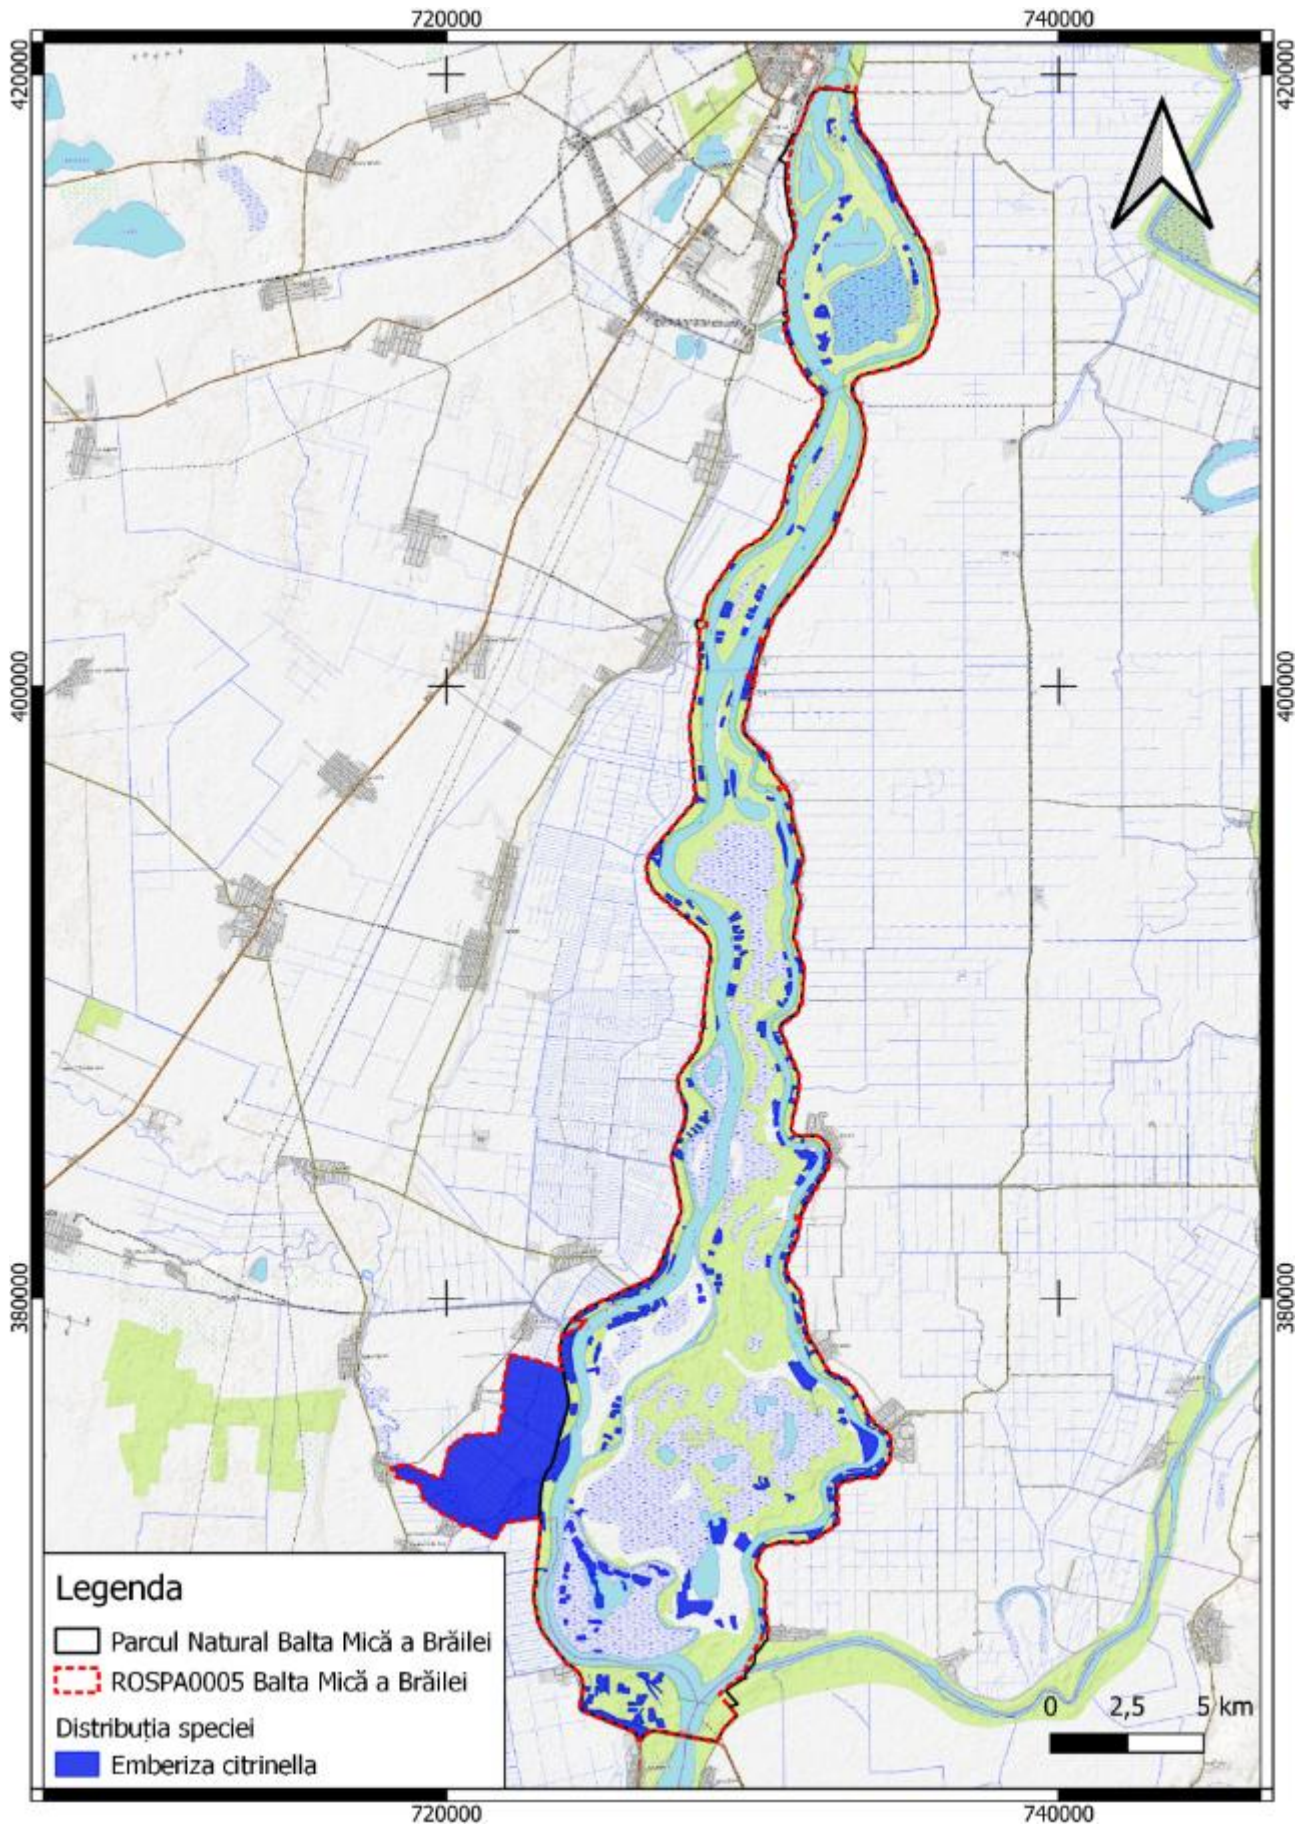 720000 740000
420000 420000
400000 400000
380000 380000
Legenda
Parcul Natural Balta Mică a Brăilei
ROSPA0005 Balta Mică a Brăilei
Distribuția speciei
Emberiza citrinella
0 2,5 5 km
720000 740000